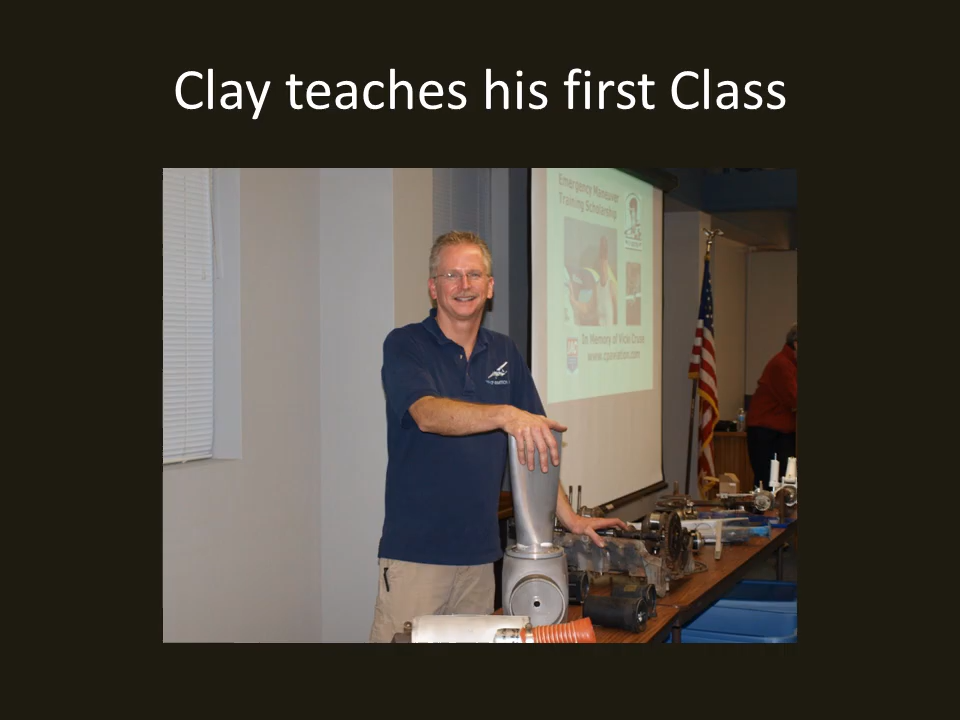 Clay teaches his first Class
Emergency Maneuver
Training Scholarship
In Memory of Vicki Cruse